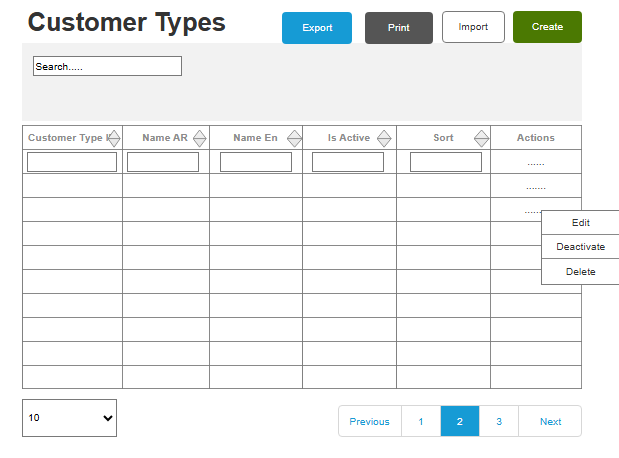 Customer Types
Export
Print
Import
Create
Search.....
Customer Type
Name AR
Name En
Is Active
Sort
Actions
......
.......
......
Edit
Deactivate
Delete
10
Previous
1
2
3
Next